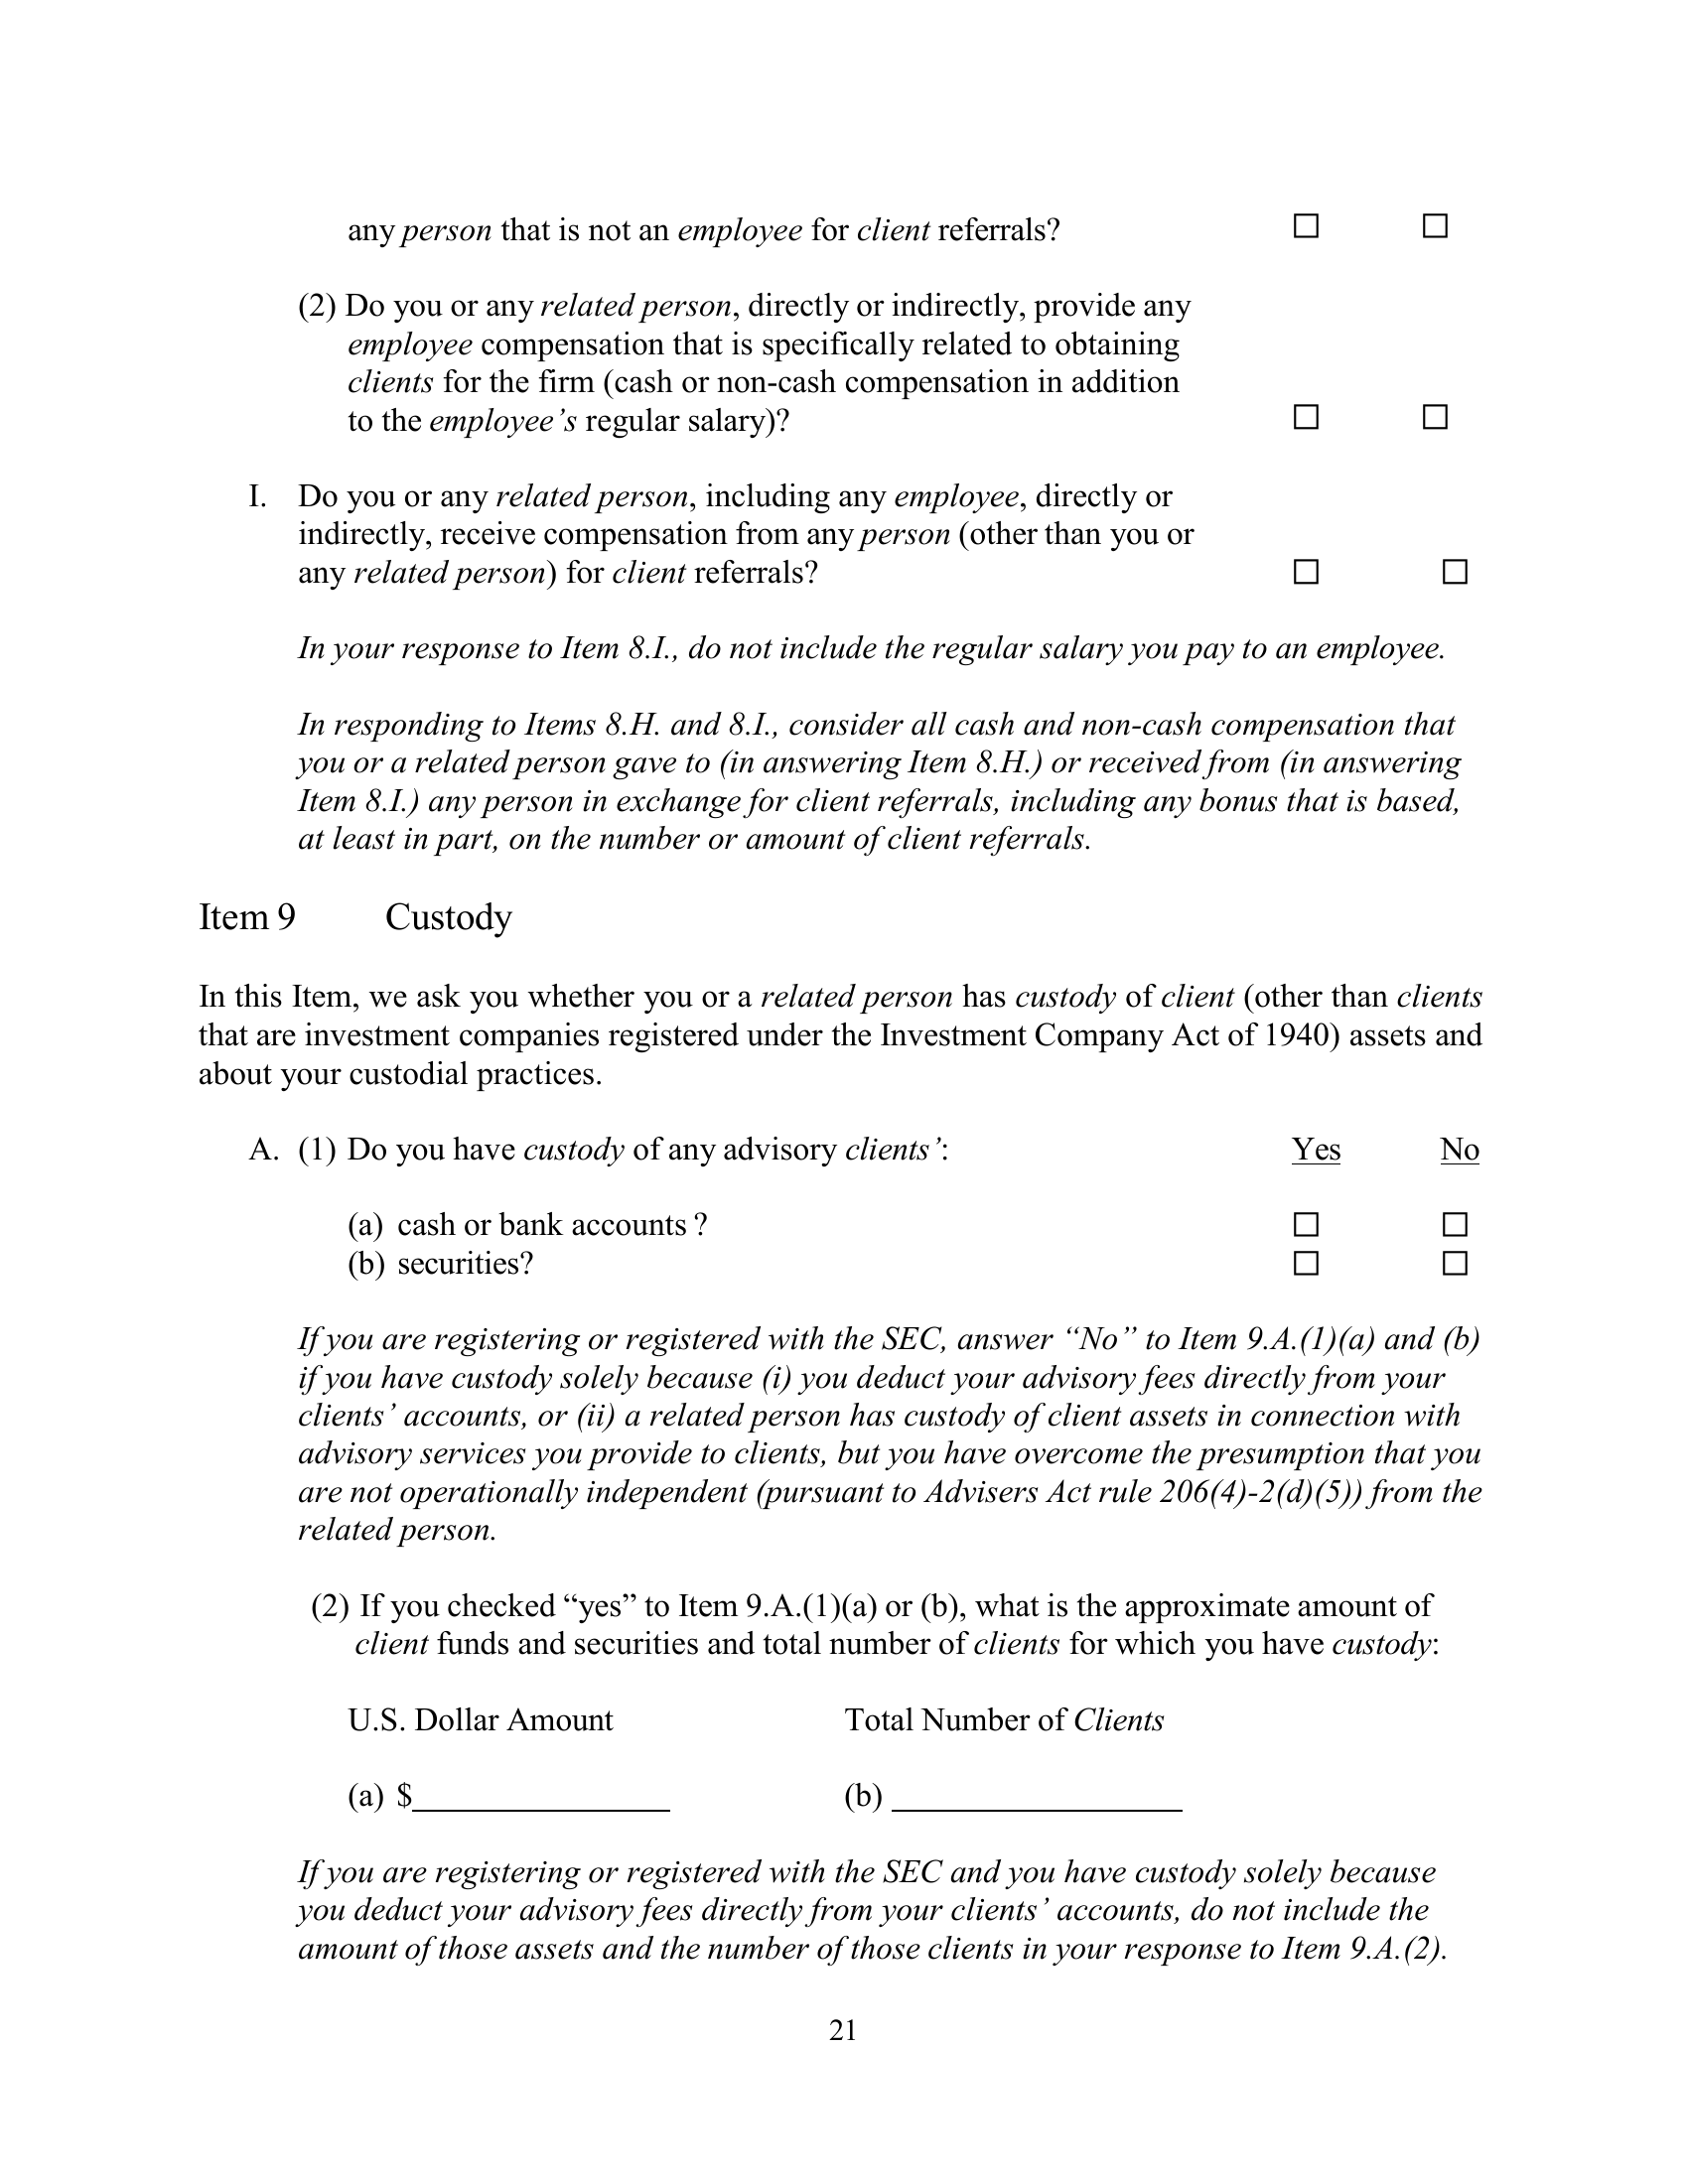 any person that is not an employee for client referrals? ☐ ☐
(2) Do you or any related person, directly or indirectly, provide any
employee compensation that is specifically related to obtaining
clients for the firm (cash or non-cash compensation in addition
to the employee’s regular salary)? ☐ ☐
I. Do you or any related person, including any employee, directly or
indirectly, receive compensation from any person (other than you or
any related person) for client referrals? ☐ ☐
In your response to Item 8.I., do not include the regular salary you pay to an employee.
In responding to Items 8.H. and 8.I., consider all cash and non-cash compensation that
you or a related person gave to (in answering Item 8.H.) or received from (in answering
Item 8.I.) any person in exchange for client referrals, including any bonus that is based,
at least in part, on the number or amount of client referrals.
Item 9 Custody
In this Item, we ask you whether you or a related person has custody of client (other than clients
that are investment companies registered under the Investment Company Act of 1940) assets and
about your custodial practices.
A. (1) Do you have custody of any advisory clients’: Yes No
(a) cash or bank accounts ? ☐ ☐
(b) securities? ☐ ☐
If you are registering or registered with the SEC, answer “No” to Item 9.A.(1)(a) and (b)
if you have custody solely because (i) you deduct your advisory fees directly from your
clients’ accounts, or (ii) a related person has custody of client assets in connection with
advisory services you provide to clients, but you have overcome the presumption that you
are not operationally independent (pursuant to Advisers Act rule 206(4)-2(d)(5)) from the
related person.
(2) If you checked “yes” to Item 9.A.(1)(a) or (b), what is the approximate amount of
client funds and securities and total number of clients for which you have custody:
U.S. Dollar Amount Total Number of Clients
(a) $________________ (b) __________________
If you are registering or registered with the SEC and you have custody solely because
you deduct your advisory fees directly from your clients’ accounts, do not include the
amount of those assets and the number of those clients in your response to Item 9.A.(2).
21